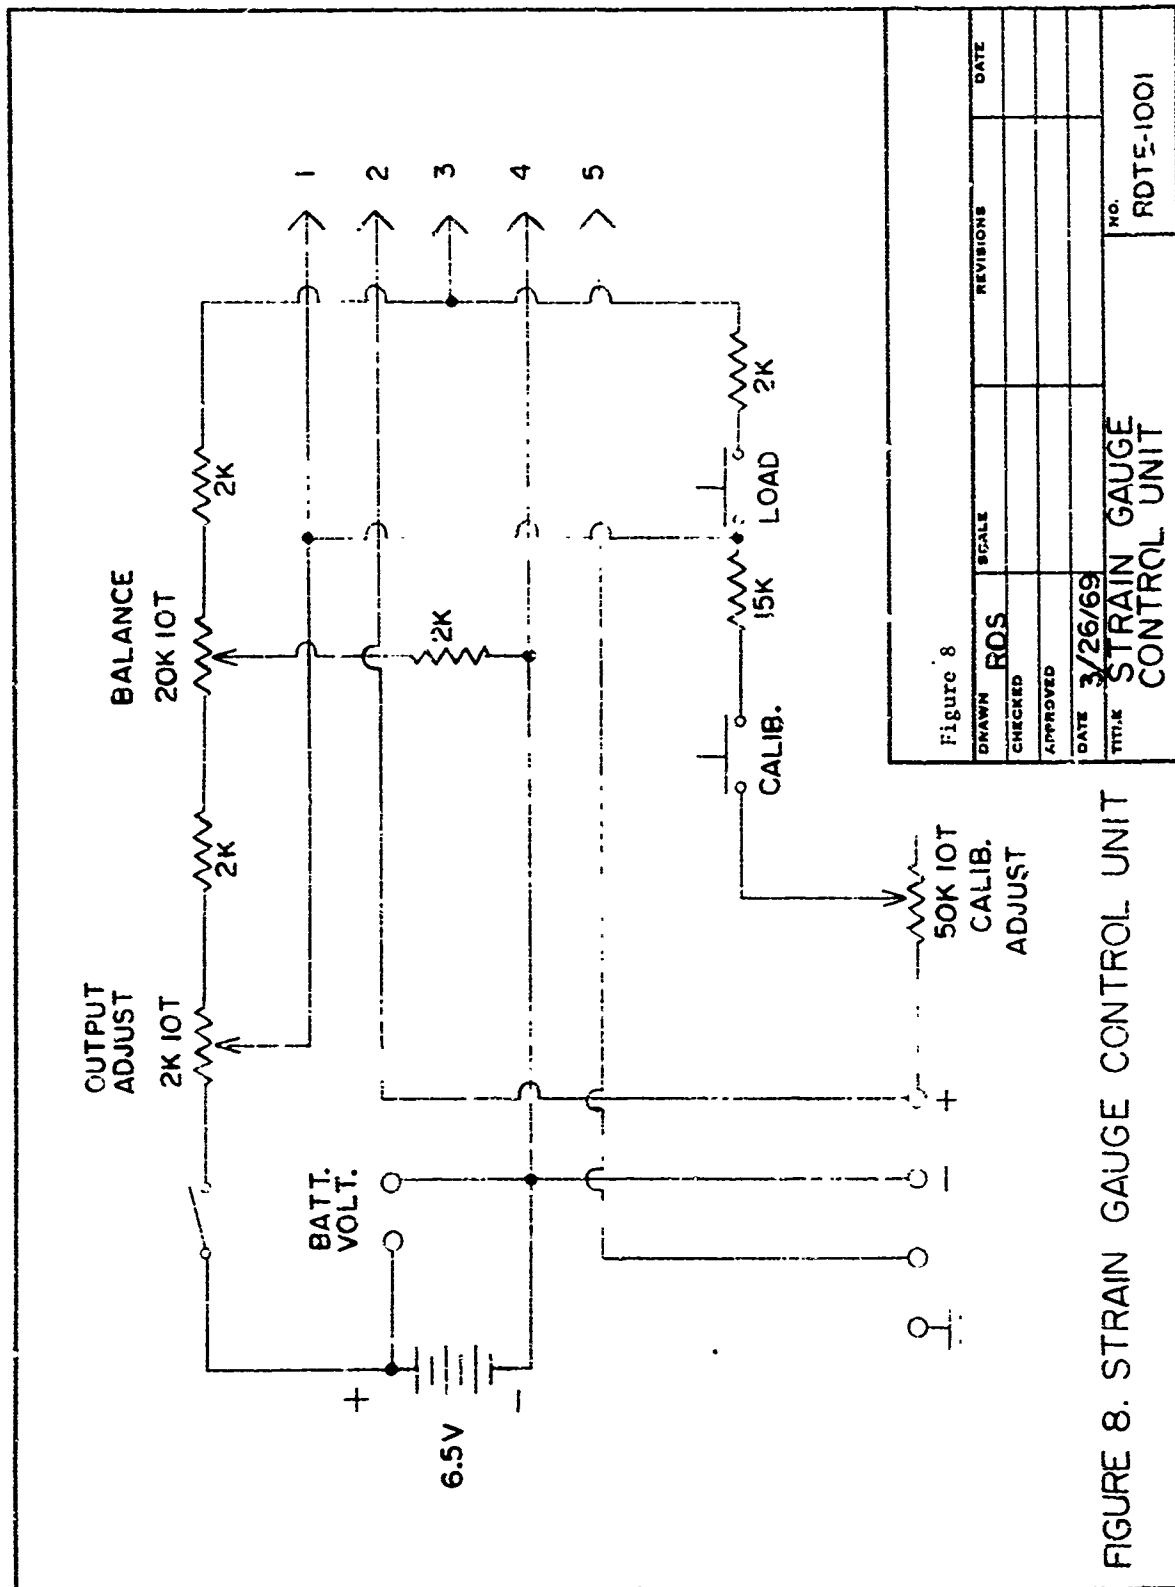 OUTPUT
ADJUST
2K 10T
2K
BALANCE
20K 10T
2K
1
2
3
4
5
BATT.
VOLT.
2K
+
6.5V
-
CALIB.
15K
LOAD
2K
+
-
50K 10T
CALIB.
ADJUST
Figure 8
DRAWN RDS
SCALE
REVISIONS
DATE
CHECKED
APPROVED
DATE 3/26/69
TITLE STRAIN GAUGE
CONTROL UNIT
NO.
RDTE-1001
FIGURE 8. STRAIN GAUGE CONTROL UNIT